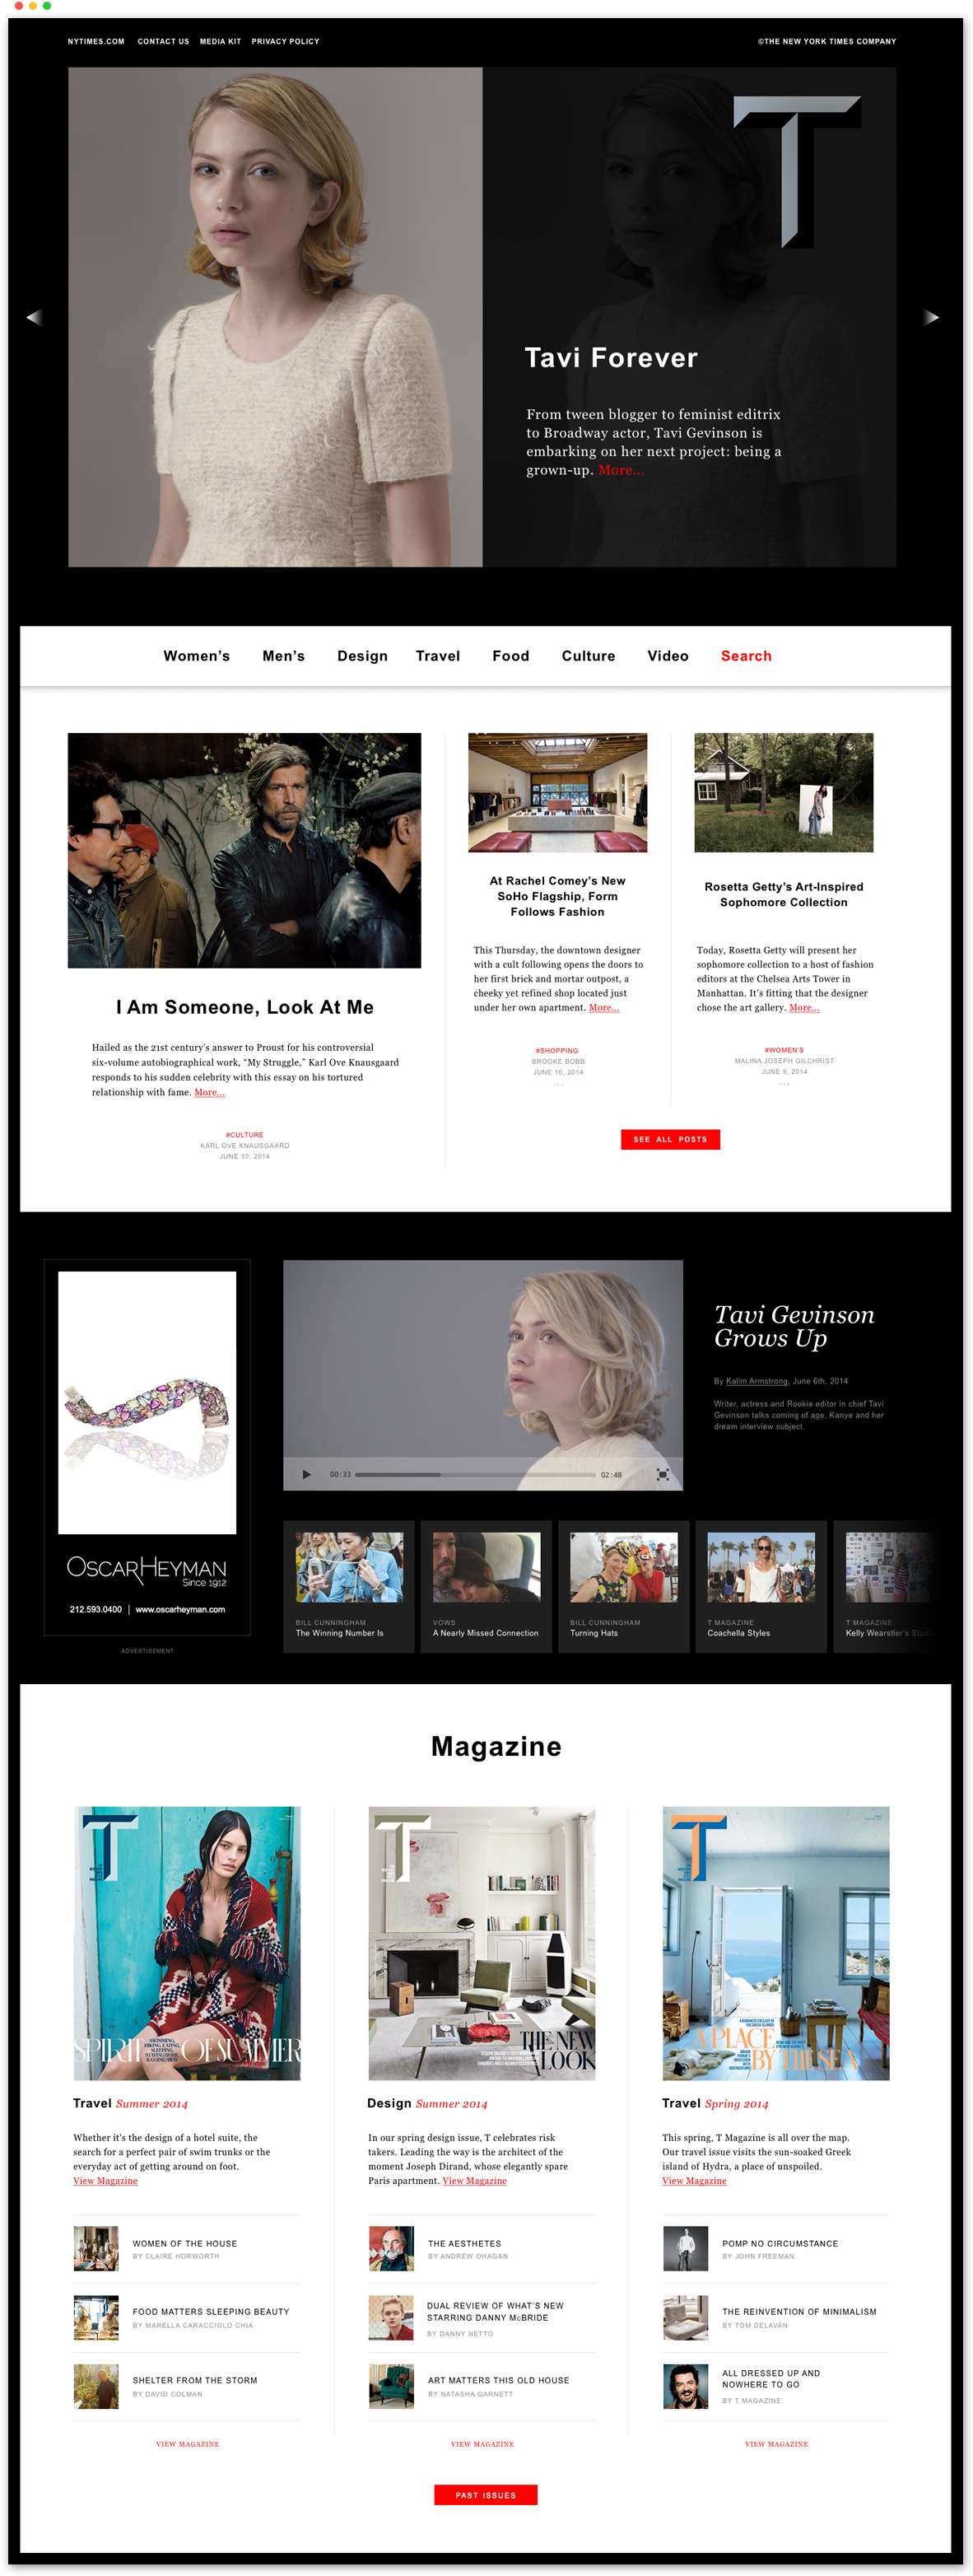 NYTIMES.COM CONTACT US MEDIA KIT PRIVACY POLICY
©THE NEW YORK TIMES COMPANY
T
Tavi Forever
From tween blogger to feminist editrix
to Broadway actor, Tavi Gevinson is
embarking on her next project: being a
grown-up. More...
Women’s Men’s Design Travel Food Culture Video Search
I Am Someone, Look At Me
Hailed as the 21st century’s answer to Proust for his controversial
six-volume autobiographical work, “My Struggle,” Karl Ove Knausgaard
responds to his sudden celebrity with this essay on his tortured
relationship with fame. More...
#CULTURE
KARL OVE KNAUSGAARD
JUNE 10, 2014
At Rachel Comey’s New
SoHo Flagship, Form
Follows Fashion
This Thursday, the downtown designer
with a cult following opens the doors to
her first brick and mortar outpost, a
cheeky yet refined shop located just
under her own apartment. More...
#SHOPPING
BROOKE BOBB
JUNE 10, 2014
...
Rosetta Getty’s Art-Inspired
Sophomore Collection
Today, Rosetta Getty will present her
sophomore collection to a host of fashion
editors at the Chelsea Arts Tower in
Manhattan. It’s fitting that the designer
chose the art gallery. More...
#WOMEN’S
MALINA JOSEPH GILCHRIST
JUNE 9, 2014
...
SEE ALL POSTS
OSCARHEYMAN
Since 1912
212.593.0400 | www.oscarheyman.com
ADVERTISEMENT
00:33
02:48
Tavi Gevinson
Grows Up
By Kalim Armstrong, June 6th, 2014
Writer, actress and Rookie editor in chief Tavi
Gevinson talks coming of age, Kanye and her
dream interview subject.
BILL CUNNINGHAM
The Winning Number Is
VOWS
A Nearly Missed Connection
BILL CUNNINGHAM
Turning Hats
T MAGAZINE
Coachella Styles
T MAGAZINE
Kelly Wearstler’s
Magazine
T
SPIRIT OF SUMMER
SWIMMING,
HIKING, EATING,
SLEEPING,
Travel Summer 2014
Whether it’s the design of a hotel suite, the
search for a perfect pair of swim trunks or the
everyday act of getting around on foot.
View Magazine
WOMEN OF THE HOUSE
BY CLAIRE HORWORTH
FOOD MATTERS SLEEPING BEAUTY
BY MARELLA CARACCIOLO CHIA
SHELTER FROM THE STORM
BY DAVID COLMAN
VIEW MAGAZINE
T
THE NEW
LOOK
Design Summer 2014
In our spring design issue, T celebrates risk
takers. Leading the way is the architect of the
moment Joseph Dirand, whose elegantly spare
Paris apartment. View Magazine
THE AESTHETES
BY ANDREW OHAGAN
DUAL REVIEW OF WHAT’S NEW
STARRING DANNY McBRIDE
BY DANNY NETTO
ART MATTERS THIS OLD HOUSE
BY NATASHA GARNETT
VIEW MAGAZINE
T
A PLACE
BY THE SEA
Travel Spring 2014
This spring, T Magazine is all over the map.
Our travel issue visits the sun-soaked Greek
island of Hydra, a place of unspoiled.
View Magazine
POMP NO CIRCUMSTANCE
BY JOHN FREEMAN
THE REINVENTION OF MINIMALISM
BY TOM DELAVAN
ALL DRESSED UP AND
NOWHERE TO GO
BY T MAGAZINE
VIEW MAGAZINE
PAST ISSUES